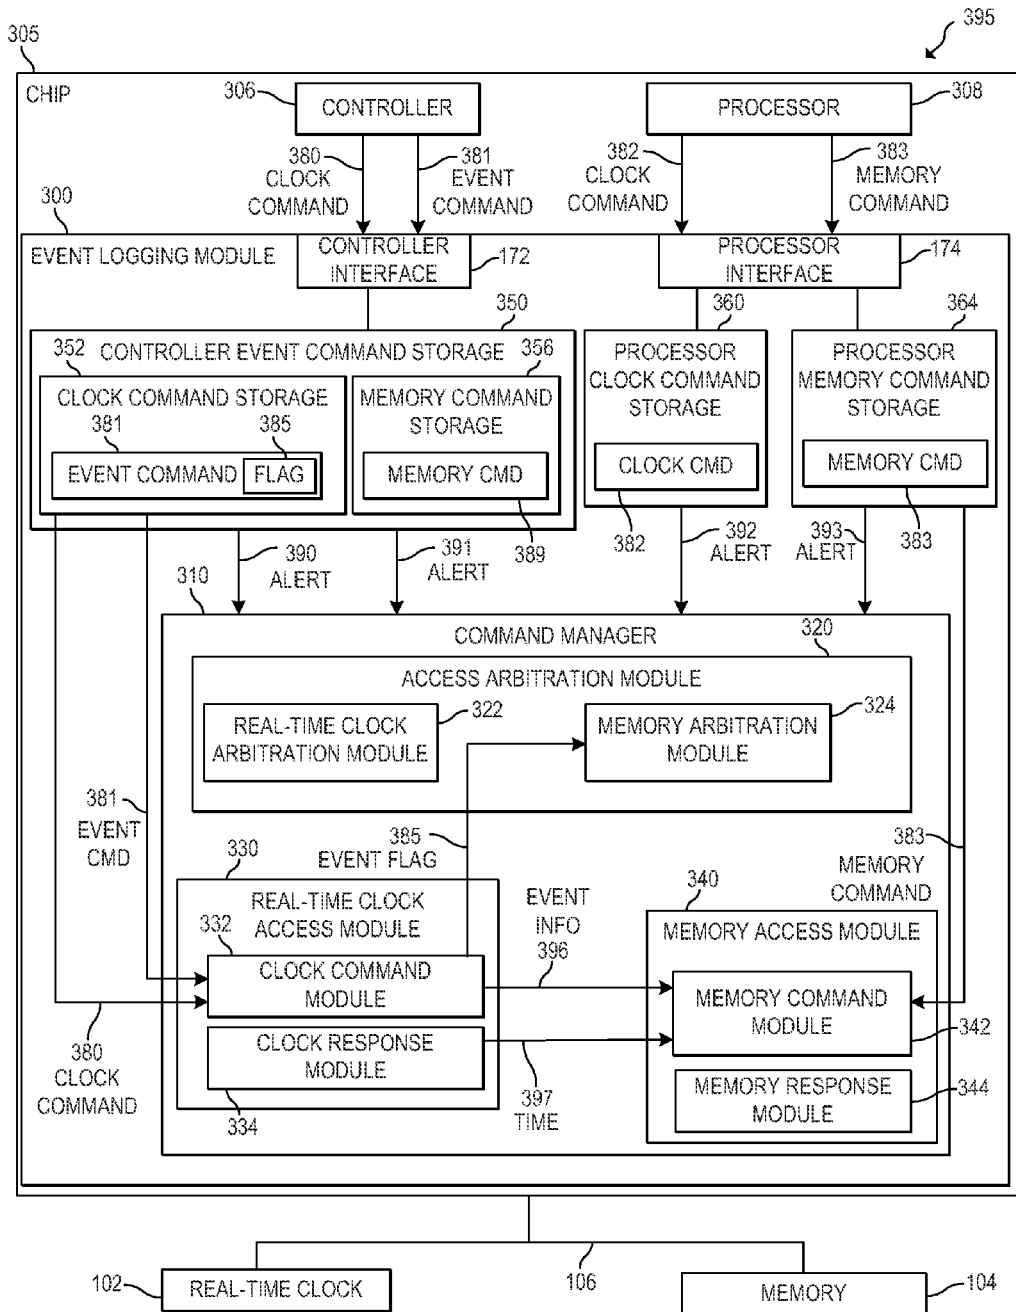 395
305
CHIP
306
CONTROLLER
PROCESSOR
308
380
CLOCK
COMMAND
381
EVENT
COMMAND
382
CLOCK
COMMAND
383
MEMORY
COMMAND
300
EVENT LOGGING MODULE
CONTROLLER
INTERFACE
172
PROCESSOR
INTERFACE
174
350
CONTROLLER EVENT COMMAND STORAGE
352
CLOCK COMMAND STORAGE
381
385
EVENT COMMAND
FLAG
356
MEMORY COMMAND
STORAGE
MEMORY CMD
389
360
PROCESSOR
CLOCK COMMAND
STORAGE
CLOCK CMD
382
364
PROCESSOR
MEMORY COMMAND
STORAGE
MEMORY CMD
383
390
ALERT
391
ALERT
392
ALERT
393
ALERT
310
COMMAND MANAGER
320
ACCESS ARBITRATION MODULE
REAL-TIME CLOCK
ARBITRATION MODULE
322
MEMORY ARBITRATION
MODULE
324
381
EVENT
CMD
385
EVENT FLAG
383
MEMORY
COMMAND
330
REAL-TIME CLOCK
ACCESS MODULE
332
CLOCK COMMAND
MODULE
CLOCK RESPONSE
MODULE
334
EVENT
INFO
396
397
TIME
340
MEMORY ACCESS MODULE
MEMORY COMMAND
MODULE
342
MEMORY RESPONSE
MODULE
344
380
CLOCK
COMMAND
102
REAL-TIME CLOCK
106
MEMORY
104